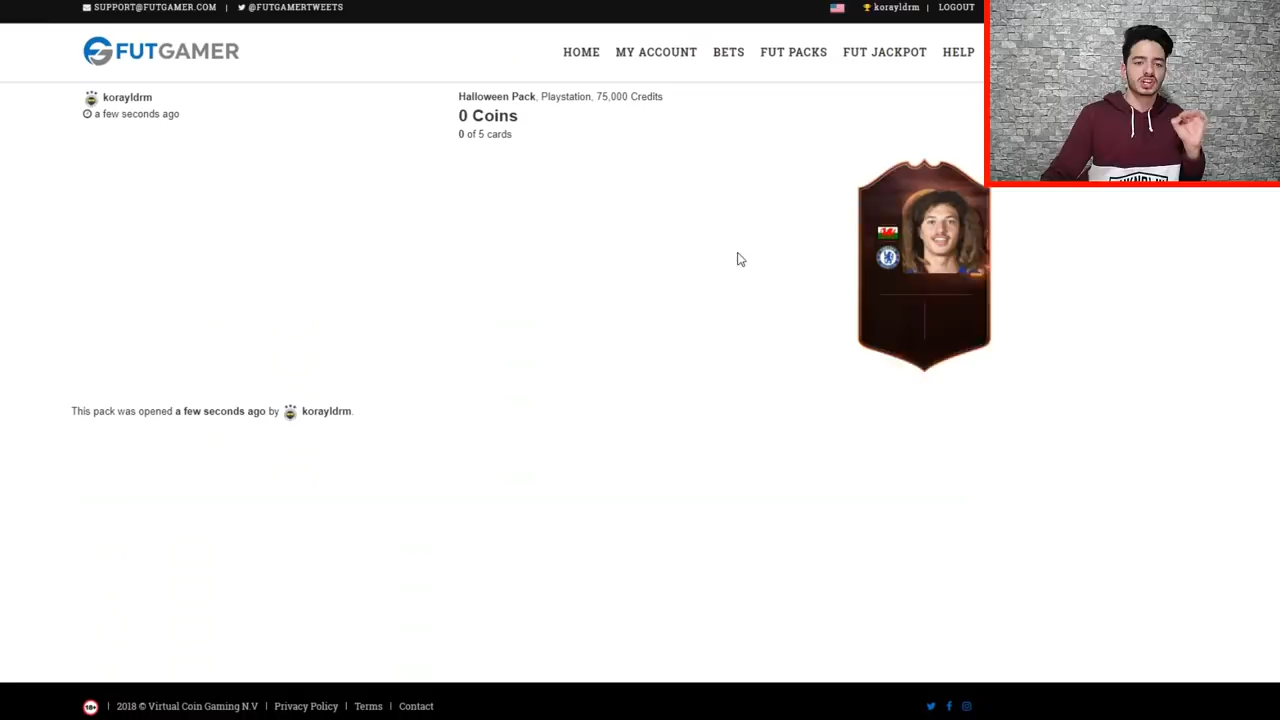 SUPPORT@FUTGAMER.COM | @FUTGAMERTWEETS korayldrm | LOGOUT
FUTGAMER HOME MY ACCOUNT BETS FUT PACKS FUT JACKPOT HELP
korayldrm
a few seconds ago
Halloween Pack, Playstation, 75,000 Credits
0 Coins
0 of 5 cards
This pack was opened a few seconds ago by korayldrm.
18+ | 2018 © Virtual Coin Gaming N.V | Privacy Policy | Terms | Contact